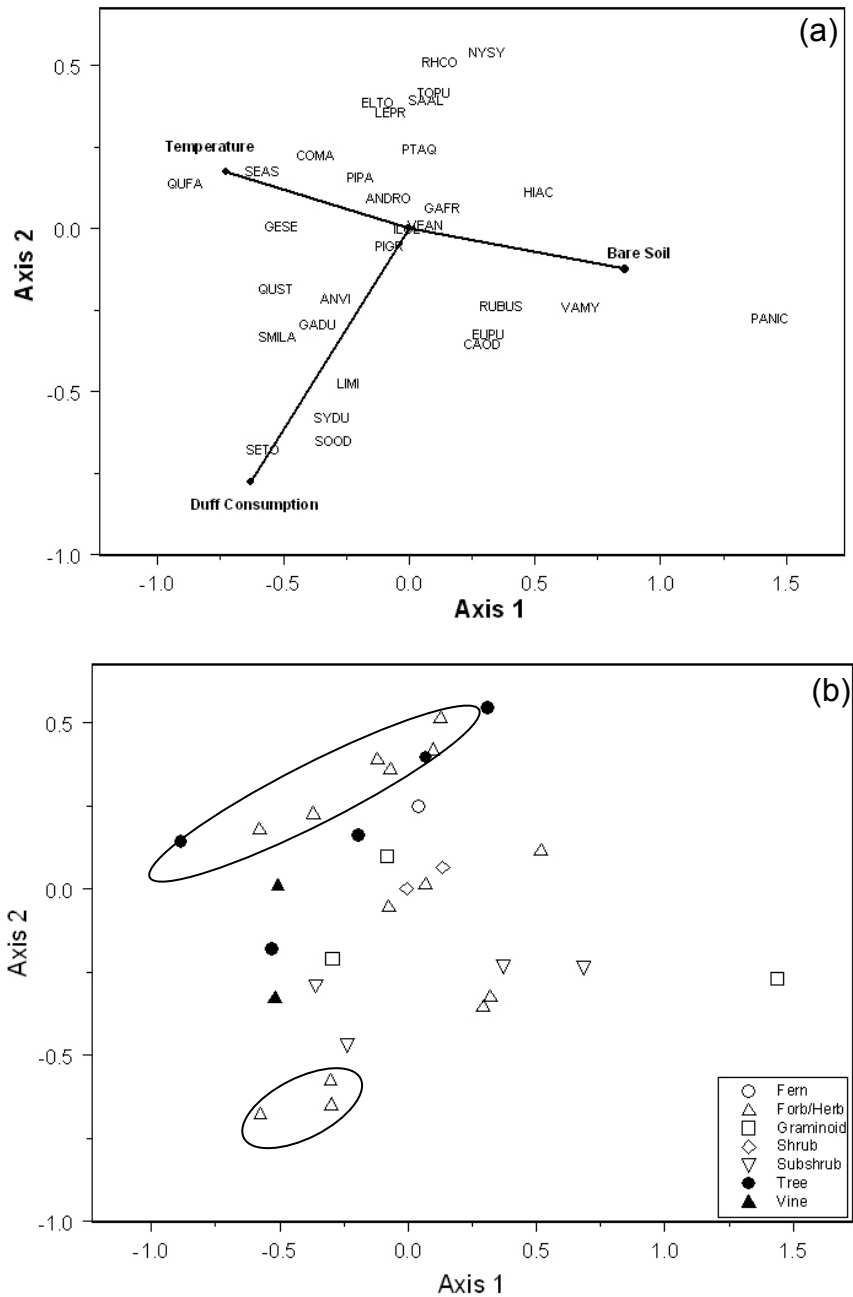 (a)
0.5
NYSY
RHCO
TOPU
ELTO SAAL
LEPR
Temperature
COMA
PTAQ
SEAS
QUFA
PIPA
ANDRO
HIAC
GAFR
GESE
VEAN
0.0
PIGR
Bare Soil
Axis 2
QUST
ANVI
RUBUS
VAMY
PANIC
GADU
SMILA
EUPU
CAOD
-0.5
LIMI
SYDU
SOOD
SETO
Duff Consumption
-1.0
-1.0 -0.5 0.0 0.5 1.0 1.5
Axis 1
(b)
0.5
0.0
Axis 2
-0.5
-1.0
Fern
Forb/Herb
Graminoid
Shrub
Subshrub
Tree
Vine
-1.0 -0.5 0.0 0.5 1.0 1.5
Axis 1